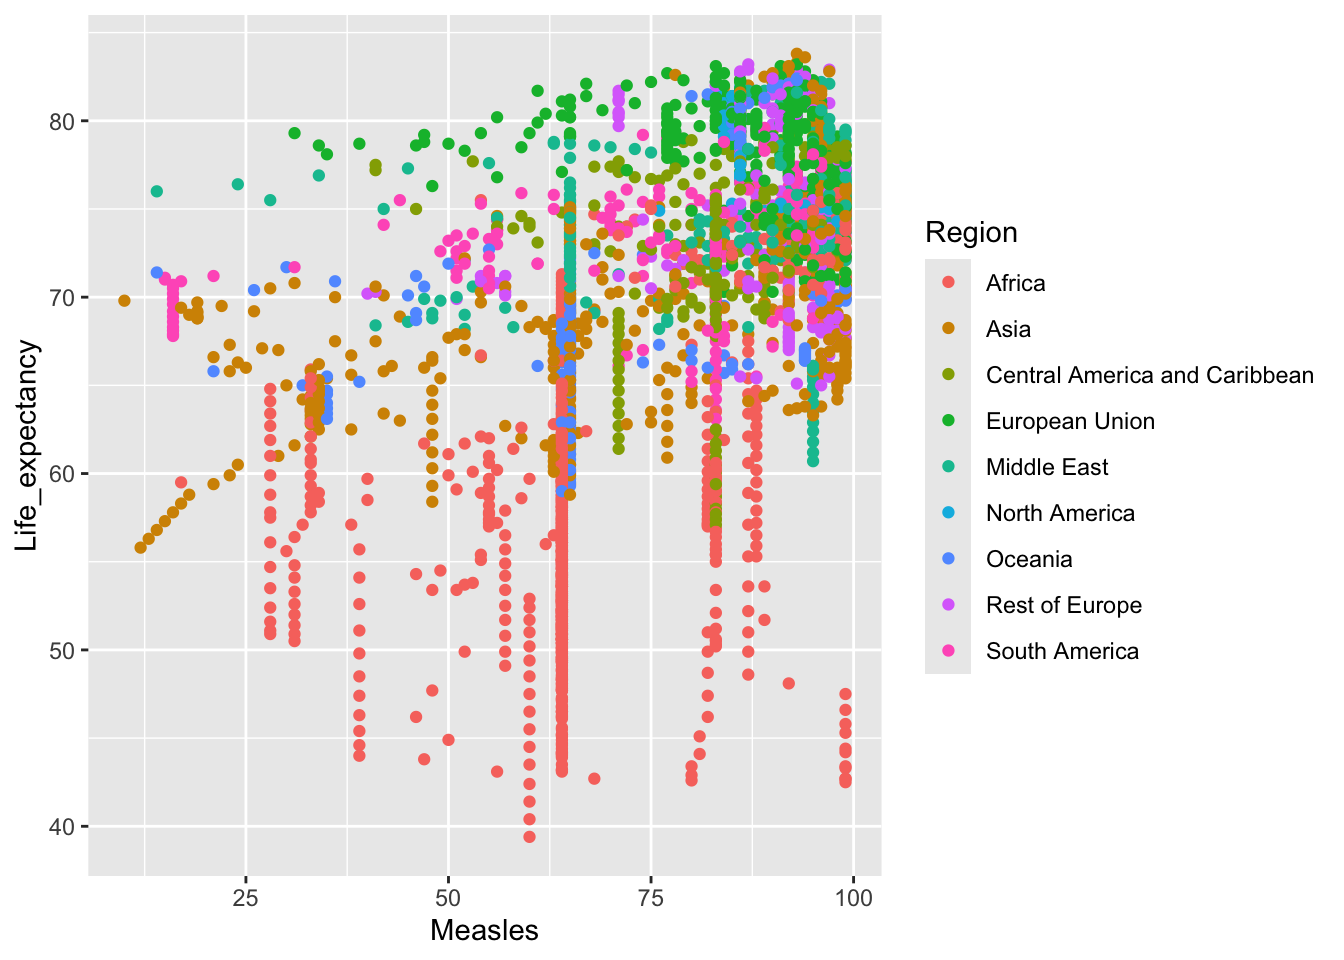 80
70
60
50
40
Life_expectancy
25
50
75
100
Measles
Region
Africa
Asia
Central America and Caribbean
European Union
Middle East
North America
Oceania
Rest of Europe
South America